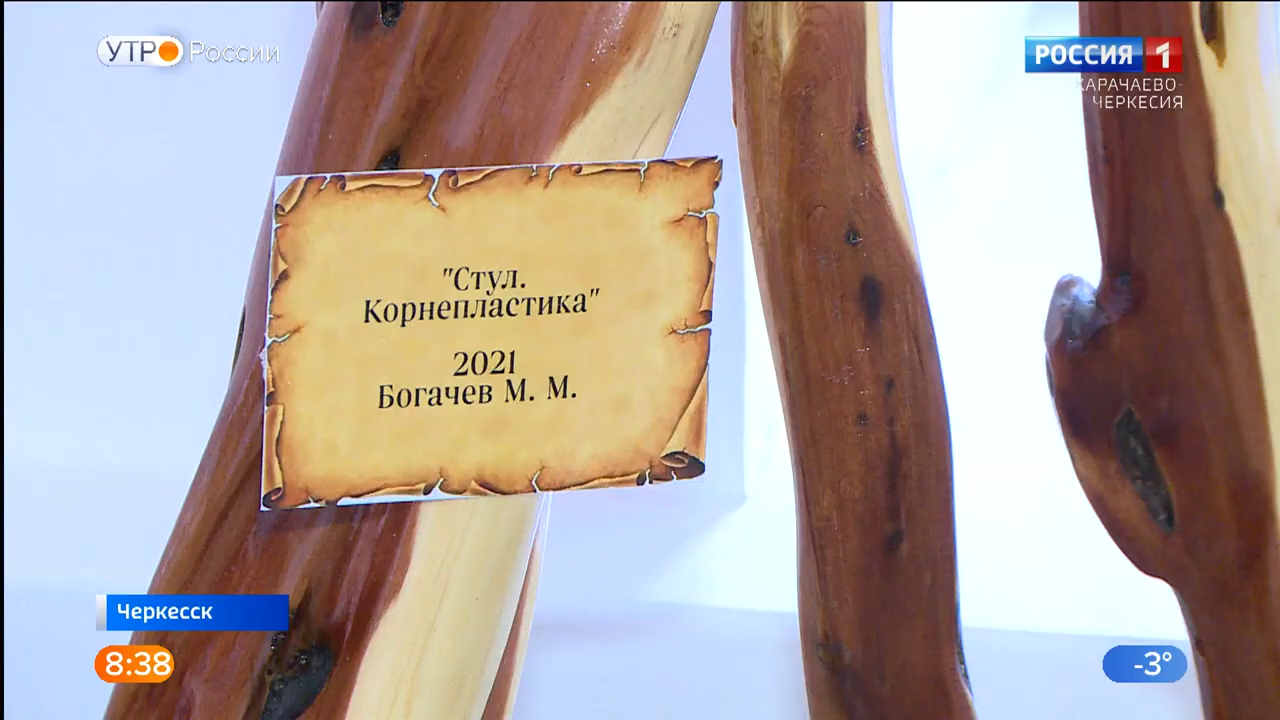 УТРО России
РОССИЯ 1
КАРАЧАЕВО-
ЧЕРКЕСИЯ
"Стул.
Корнепластика"
2021
Богачев М. М.
Черкесск
8:38
-3°